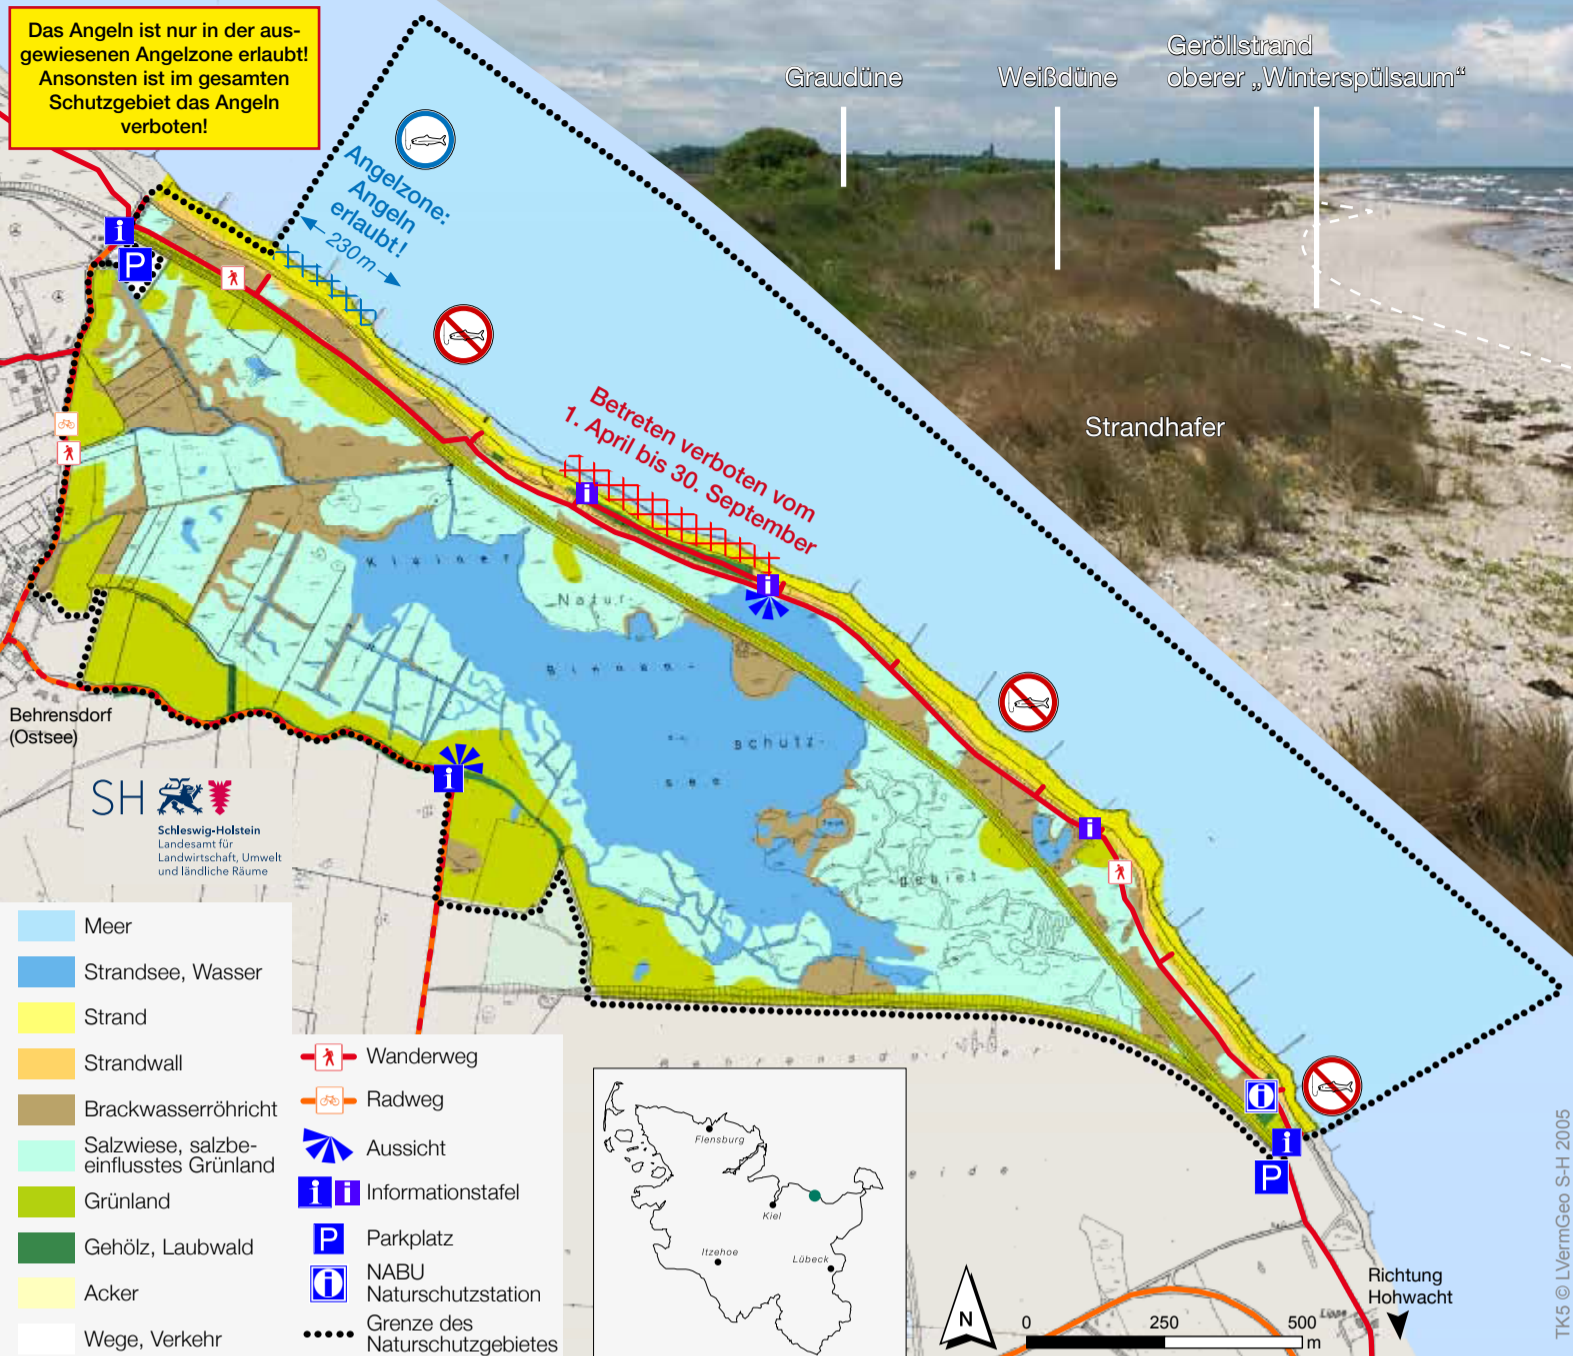 Das Angeln ist nur in der aus-
gewiesenen Angelzone erlaubt!
Ansonsten ist im gesamten
Schutzgebiet das Angeln
verboten!
Graudüne
Weißdüne
Geröllstrand
oberer „Winterspülsaum“
Strandhafer
Angelzone:
Angeln
erlaubt!
230m
Betreten verboten vom
1. April bis 30. September
Kleiner
Natur-
Binnen-
schutz-
see
gebiet
Behrensdorf
(Ostsee)
SH
Schleswig-Holstein
Landesamt für
Landwirtschaft, Umwelt
und ländliche Räume
Meer
Strandsee, Wasser
Strand
Strandwall
Brackwasserröhricht
Salzwiese, salzbe-
einflusstes Grünland
Grünland
Gehölz, Laubwald
Acker
Wege, Verkehr
Wanderweg
Radweg
Aussicht
i i Informationstafel
P Parkplatz
i NABU
Naturschutzstation
Grenze des
Naturschutzgebietes
Flensburg
Kiel
Itzehoe
Lübeck
N
0 250 500
m
Lippe
Richtung
Hohwacht
i
P
i
i
i
i
i
i
P
TK5 © LVermGeo S-H 2005